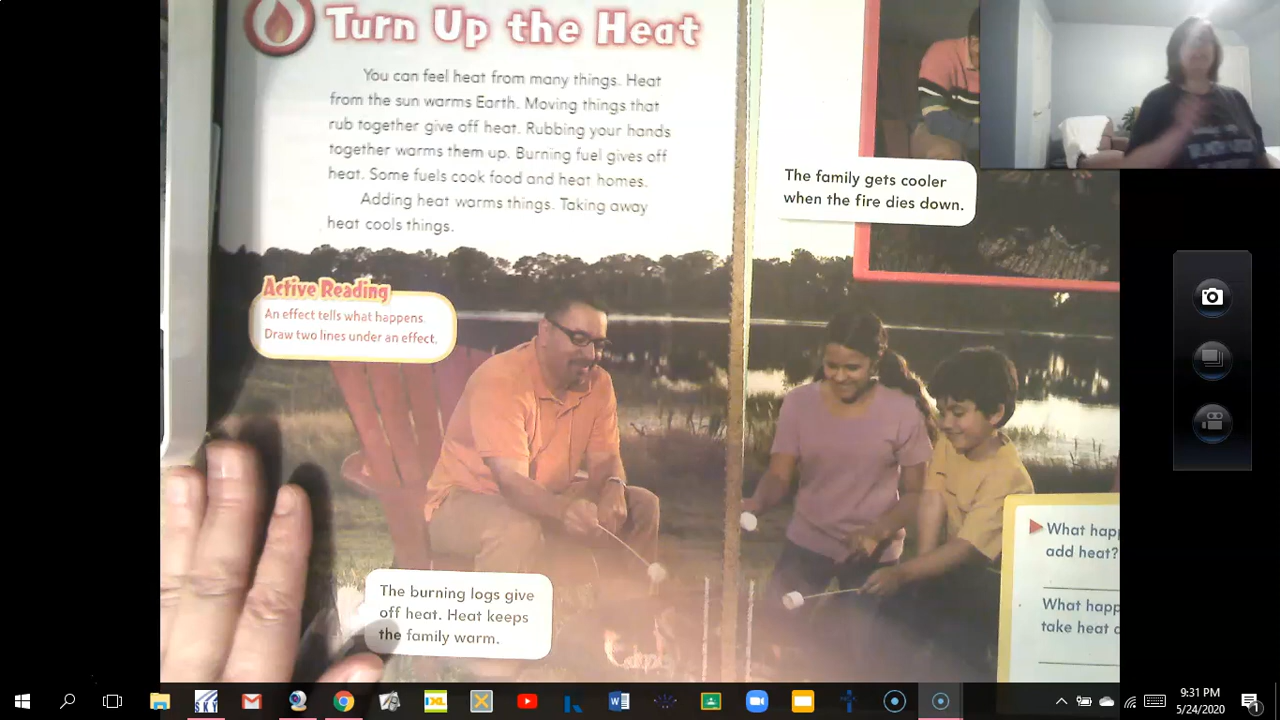 Turn Up the Heat
You can feel heat from many things. Heat
from the sun warms Earth. Moving things that
rub together give off heat. Rubbing your hands
together warms them up. Burning fuel gives off
heat. Some fuels cook food and heat homes.
Adding heat warms things. Taking away
heat cools things.
Active Reading
An effect tells what happens.
Draw two lines under an effect.
The burning logs give
off heat. Heat keeps
the family warm.
The family gets cooler
when the fire dies down.
What happ
add heat?
What happ
take heat
9:31 PM
5/24/2020